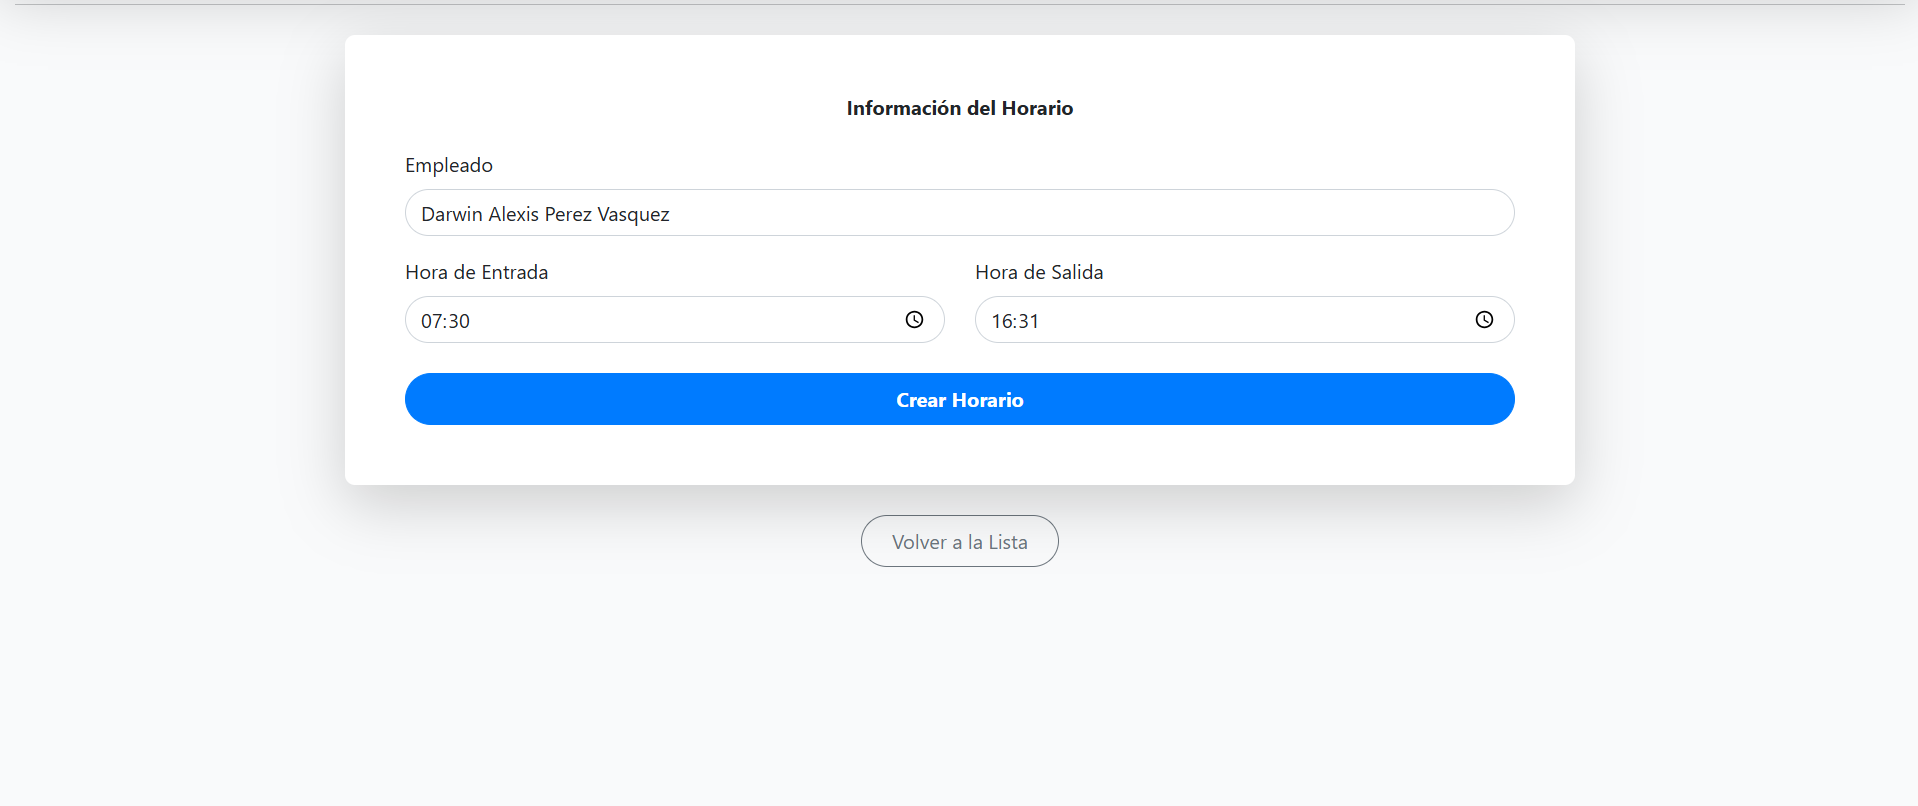 Información del Horario
Empleado
Darwin Alexis Perez Vasquez
Hora de Entrada
Hora de Salida
07:30
16:31
Crear Horario
Volver a la Lista